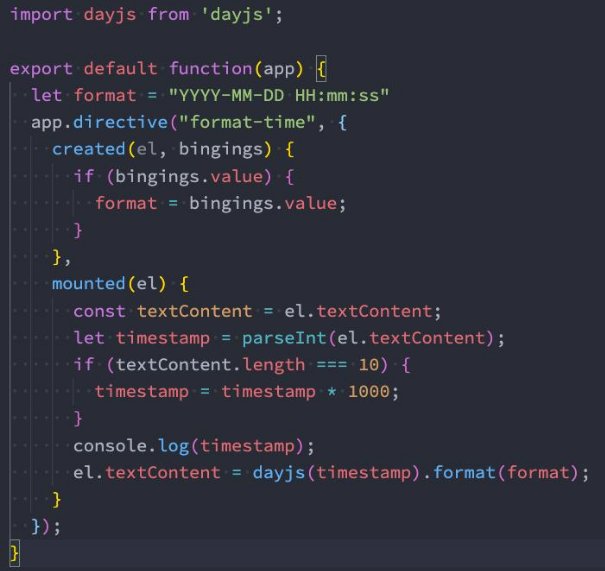 import dayjs from 'dayjs';
export default function(app) {
let format = "YYYY-MM-DD HH:mm:ss"
app.directive("format-time", {
created(el, bingings) {
if (bingings.value) {
format = bingings.value;
}
},
mounted(el) {
const textContent = el.textContent;
let timestamp = parseInt(el.textContent);
if (textContent.length === 10) {
timestamp = timestamp * 1000;
}
console.log(timestamp);
el.textContent = dayjs(timestamp).format(format);
}
});
}